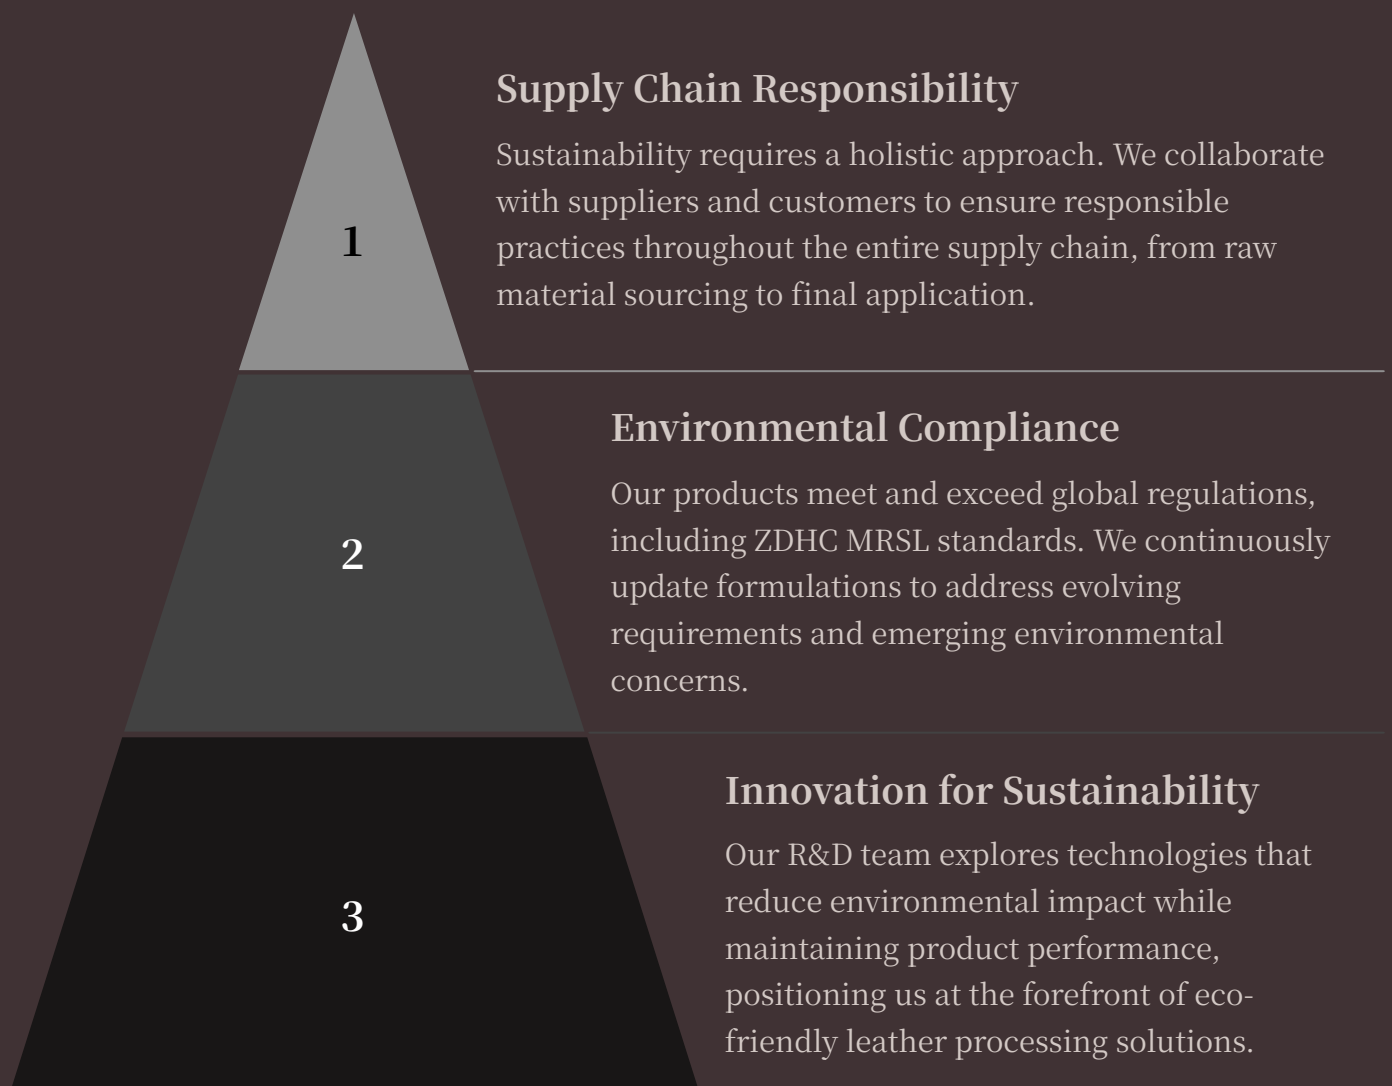 1
Supply Chain Responsibility
Sustainability requires a holistic approach. We collaborate
with suppliers and customers to ensure responsible
practices throughout the entire supply chain, from raw
material sourcing to final application.
2
Environmental Compliance
Our products meet and exceed global regulations,
including ZDHC MRSL standards. We continuously
update formulations to address evolving
requirements and emerging environmental
concerns.
3
Innovation for Sustainability
Our R&D team explores technologies that
reduce environmental impact while
maintaining product performance,
positioning us at the forefront of eco-
friendly leather processing solutions.